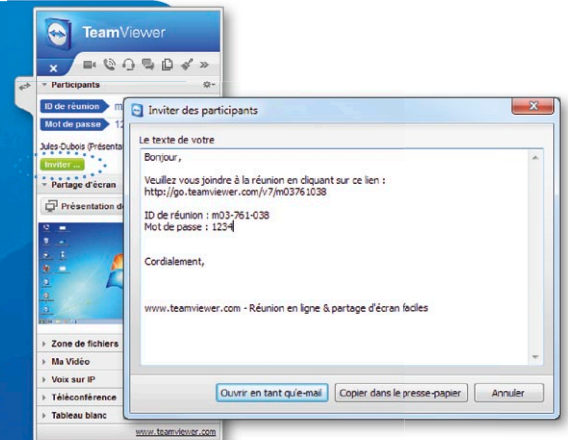 TeamViewer
Participants
ID de réunion m
Mot de passe 12
Jules-Dubois (Présenta
Inviter ...
Partage d'écran
Présentation d
Zone de fichiers
Ma Vidéo
Voix sur IP
Téléconférence
Tableau blanc
www.teamviewer.com
Inviter des participants
Le texte de votre
Bonjour,
Veuillez vous joindre à la réunion en cliquant sur ce lien :
http://go.teamviewer.com/v7/m03761038
ID de réunion : m03-761-038
Mot de passe : 1234
Cordialement,
www.teamviewer.com - Réunion en ligne & partage d'écran faciles
Ouvrir en tant qu'e-mail
Copier dans le presse-papier
Annuler